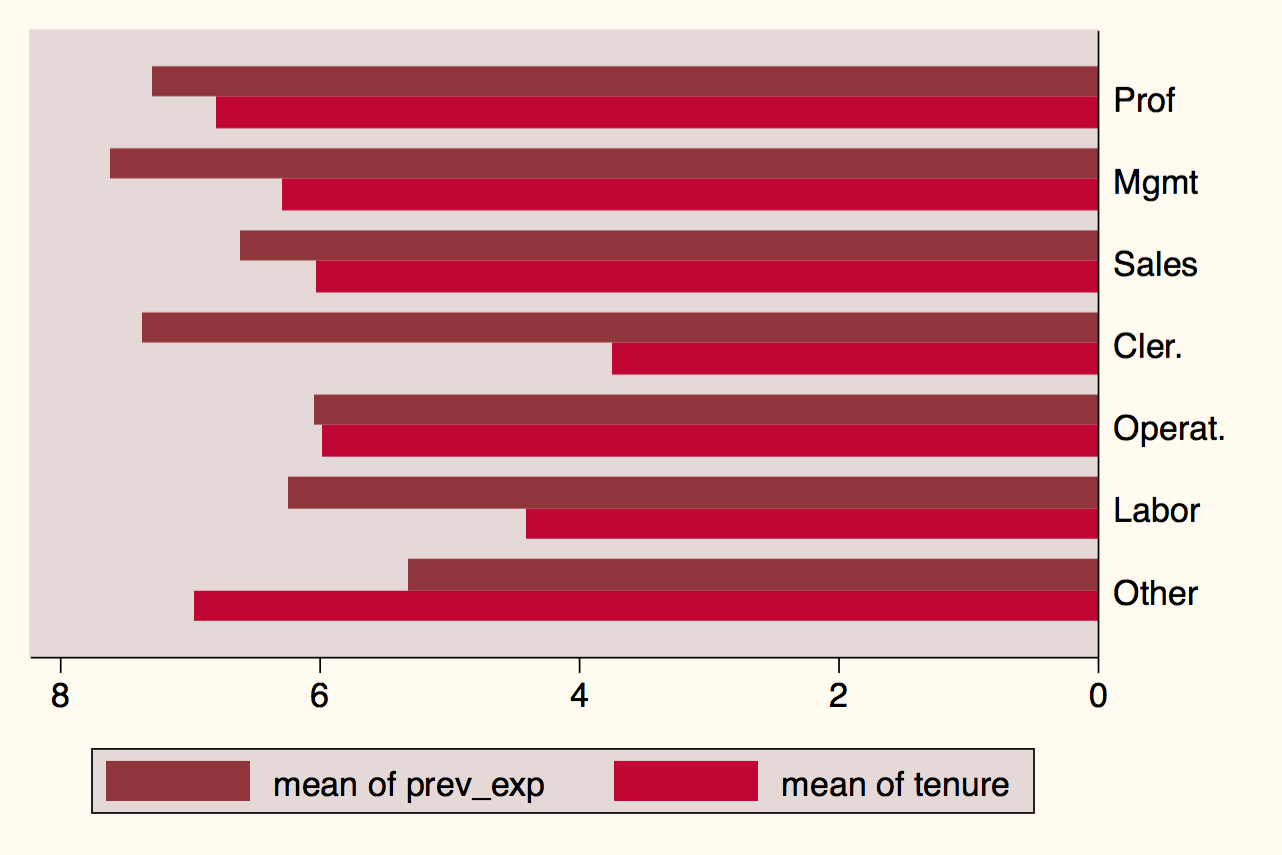 Prof
Mgmt
Sales
Cler.
Operat.
Labor
Other
8 6 4 2 0
mean of prev_exp mean of tenure